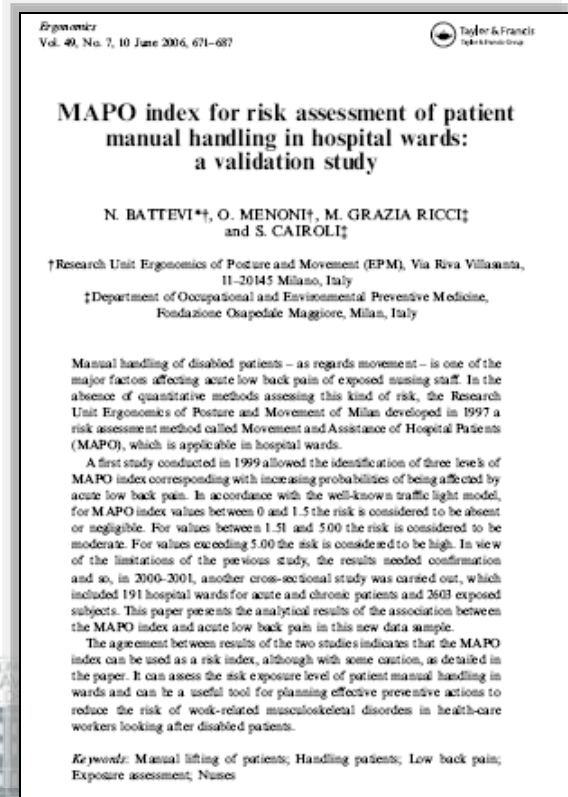 Ergonomics
Vol. 49, No. 7, 10 June 2006, 671–687
Taylor & Francis
Taylor & Francis Group
MAPO index for risk assessment of patient
manual handling in hospital wards:
a validation study
N. BATTEVI*†, O. MENONI†, M. GRAZIA RICCI‡
and S. CAIROLI‡
†Research Unit Ergonomics of Posture and Movement (EPM), Via Riva Villasanta,
11–20145 Milano, Italy
‡Department of Occupational and Environmental Preventive Medicine,
Fondazione Osapedale Maggiore, Milan, Italy
Manual handling of disabled patients – as regards movement – is one of the
major factors affecting acute low back pain of exposed nursing staff. In the
absence of quantitative methods assessing this kind of risk, the Research
Unit Ergonomics of Posture and Movement of Milan developed in 1997 a
risk assessment method called Movement and Assistance of Hospital Patients
(MAPO), which is applicable in hospital wards.
A first study conducted in 1999 allowed the identification of three levels of
MAPO index corresponding with increasing probabilities of being affected by
acute low back pain. In accordance with the well-known traffic light model,
for MAPO index values between 0 and 1.5 the risk is considered to be absent
or negligible. For values between 1.51 and 5.00 the risk is considered to be
moderate. For values exceeding 5.00 the risk is considered to be high. In view
of the limitations of the previous study, the results needed confirmation
and so, in 2000–2001, another cross-sectional study was carried out, which
included 191 hospital wards for acute and chronic patients and 2603 exposed
subjects. This paper presents the analytical results of the association between
the MAPO index and acute low back pain in this new data sample.
The agreement between results of the two studies indicates that the MAPO
index can be used as a risk index, although with some caution, as detailed in
the paper. It can assess the risk exposure level of patient manual handling in
wards and can be a useful tool for planning effective preventive actions to
reduce the risk of work-related musculoskeletal disorders in health-care
workers looking after disabled patients.
Keywords: Manual lifting of patients; Handling patients; Low back pain;
Exposure assessment; Nurses